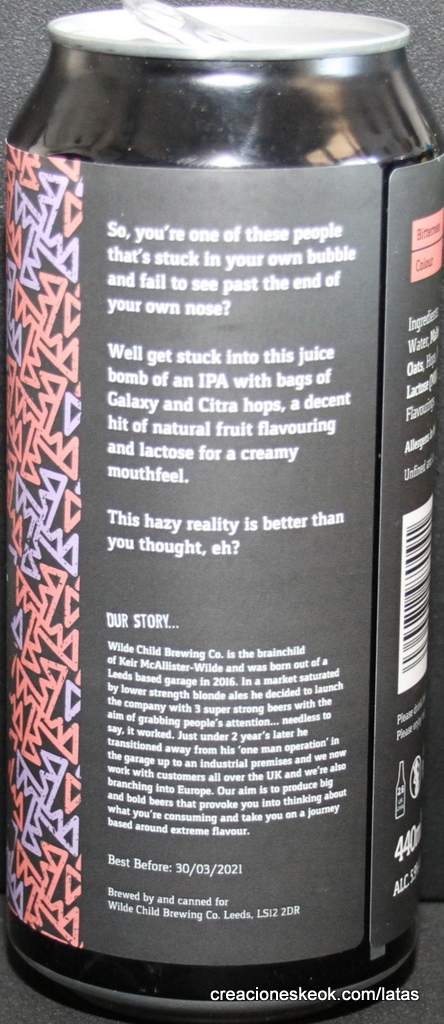 So, you're one of these people
that's stuck in your own bubble
and fail to see past the end of
your own nose?
Well get stuck into this juice
bomb of an IPA with bags of
Galaxy and Citra hops, a decent
hit of natural fruit flavouring
and lactose for a creamy
mouthfeel.
This hazy reality is better than
you thought, eh?
OUR STORY...
Wilde Child Brewing Co. is the brainchild
of Keir McAllister-Wilde and was born out of a
Leeds based garage in 2016. In a market saturated
by lower strength blonde ales he decided to launch
the company with 3 super strong beers with the
aim of grabbing people's attention... needless to
say, it worked. Just under 2 year's later he
transitioned away from his 'one man operation' in
the garage up to an industrial premises and we now
work with customers all over the UK and we're also
branching into Europe. Our aim is to produce big
and bold beers that provoke you into thinking about
what you're consuming and take you on a journey
based around extreme flavour.
Best Before: 30/03/2021
Brewed by and canned for
Wilde Child Brewing Co. Leeds, LS12 2DR
Bitterness
Colour
Ingredients
Water,
Oats,
Lactose
Flavouring
Allergens
Please
Please
440m
ALC.
creacioneskeok.com/latas